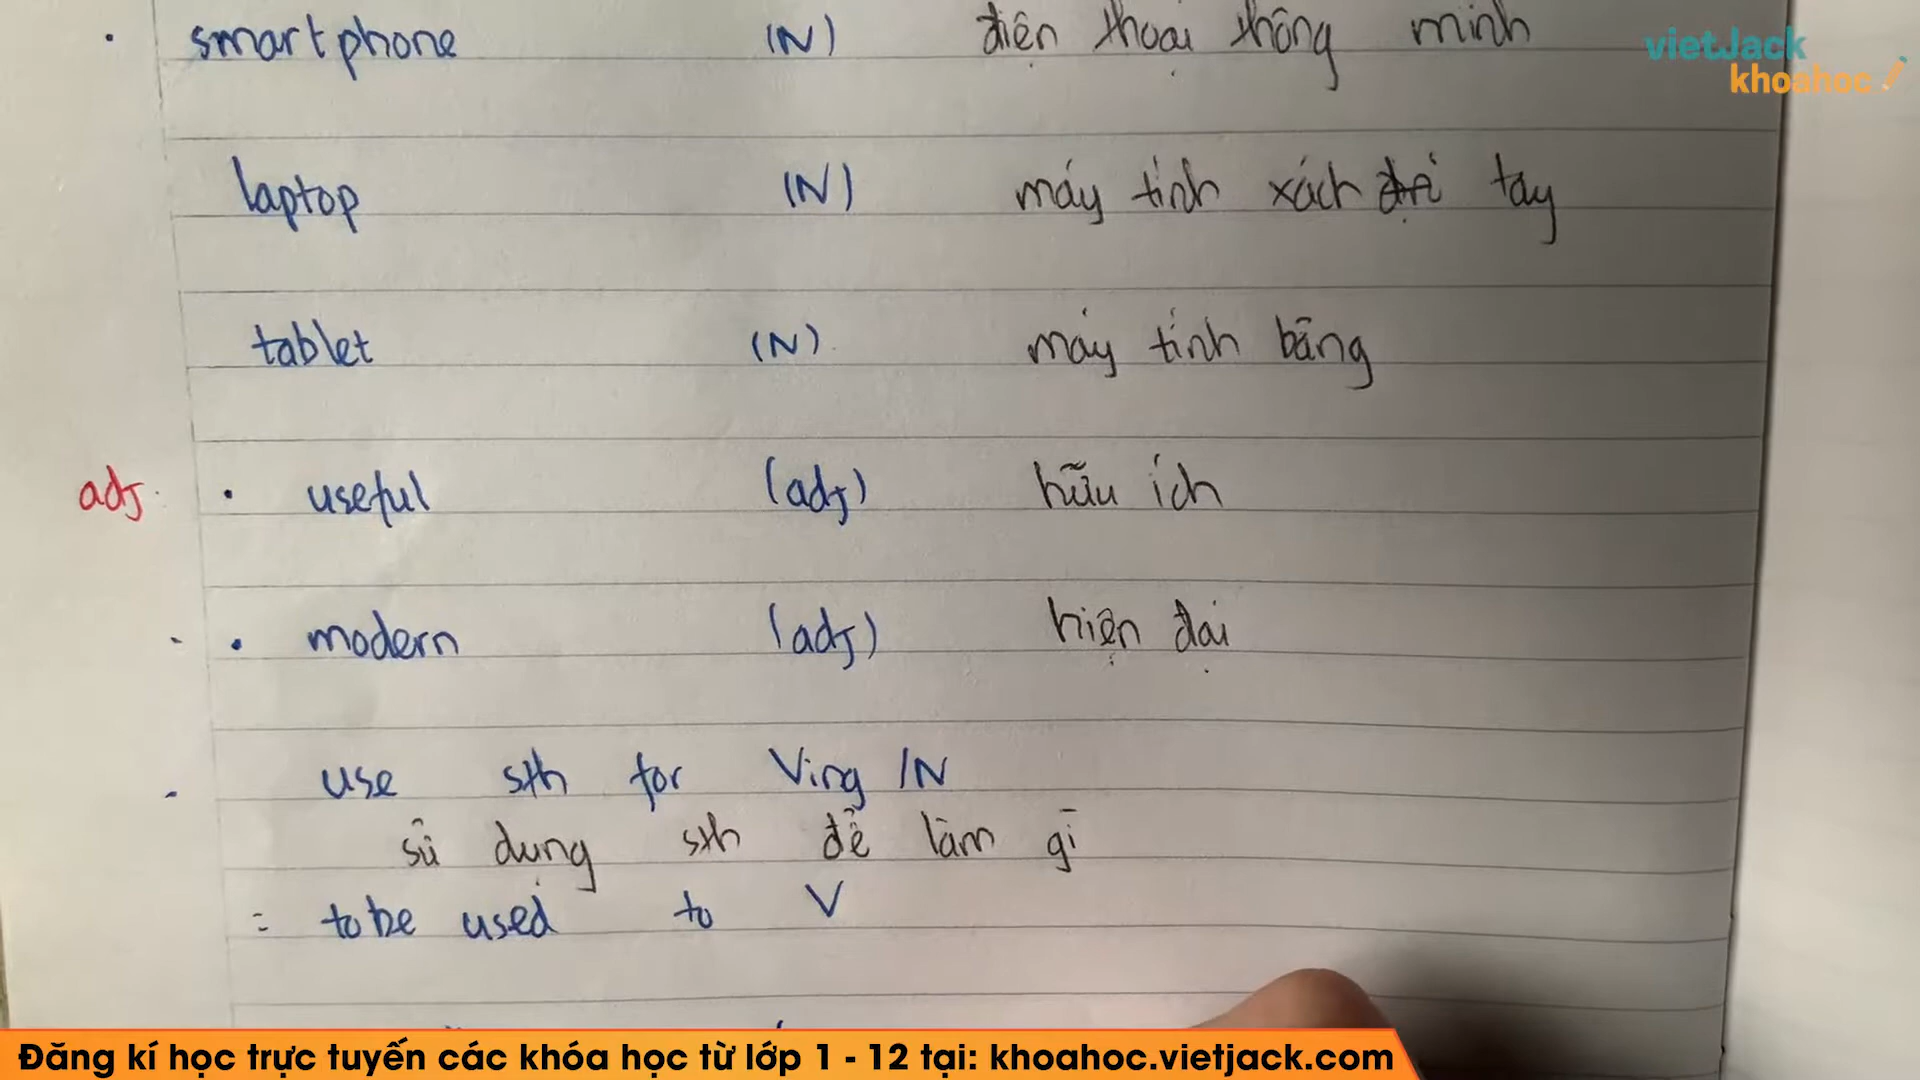 • smartphone (N) điện thoại thông minh
vietJack
khoahoc
laptop (N) máy tính xách tay
tablet (N) máy tính bảng
adj • useful (adj) hữu ích
- • modern (adj) hiện đại
- use sth for Ving/N
sử dụng sth để làm gì
= to be used to V
Đăng kí học trực tuyến các khóa học từ lớp 1 - 12 tại: khoahoc.vietjack.com